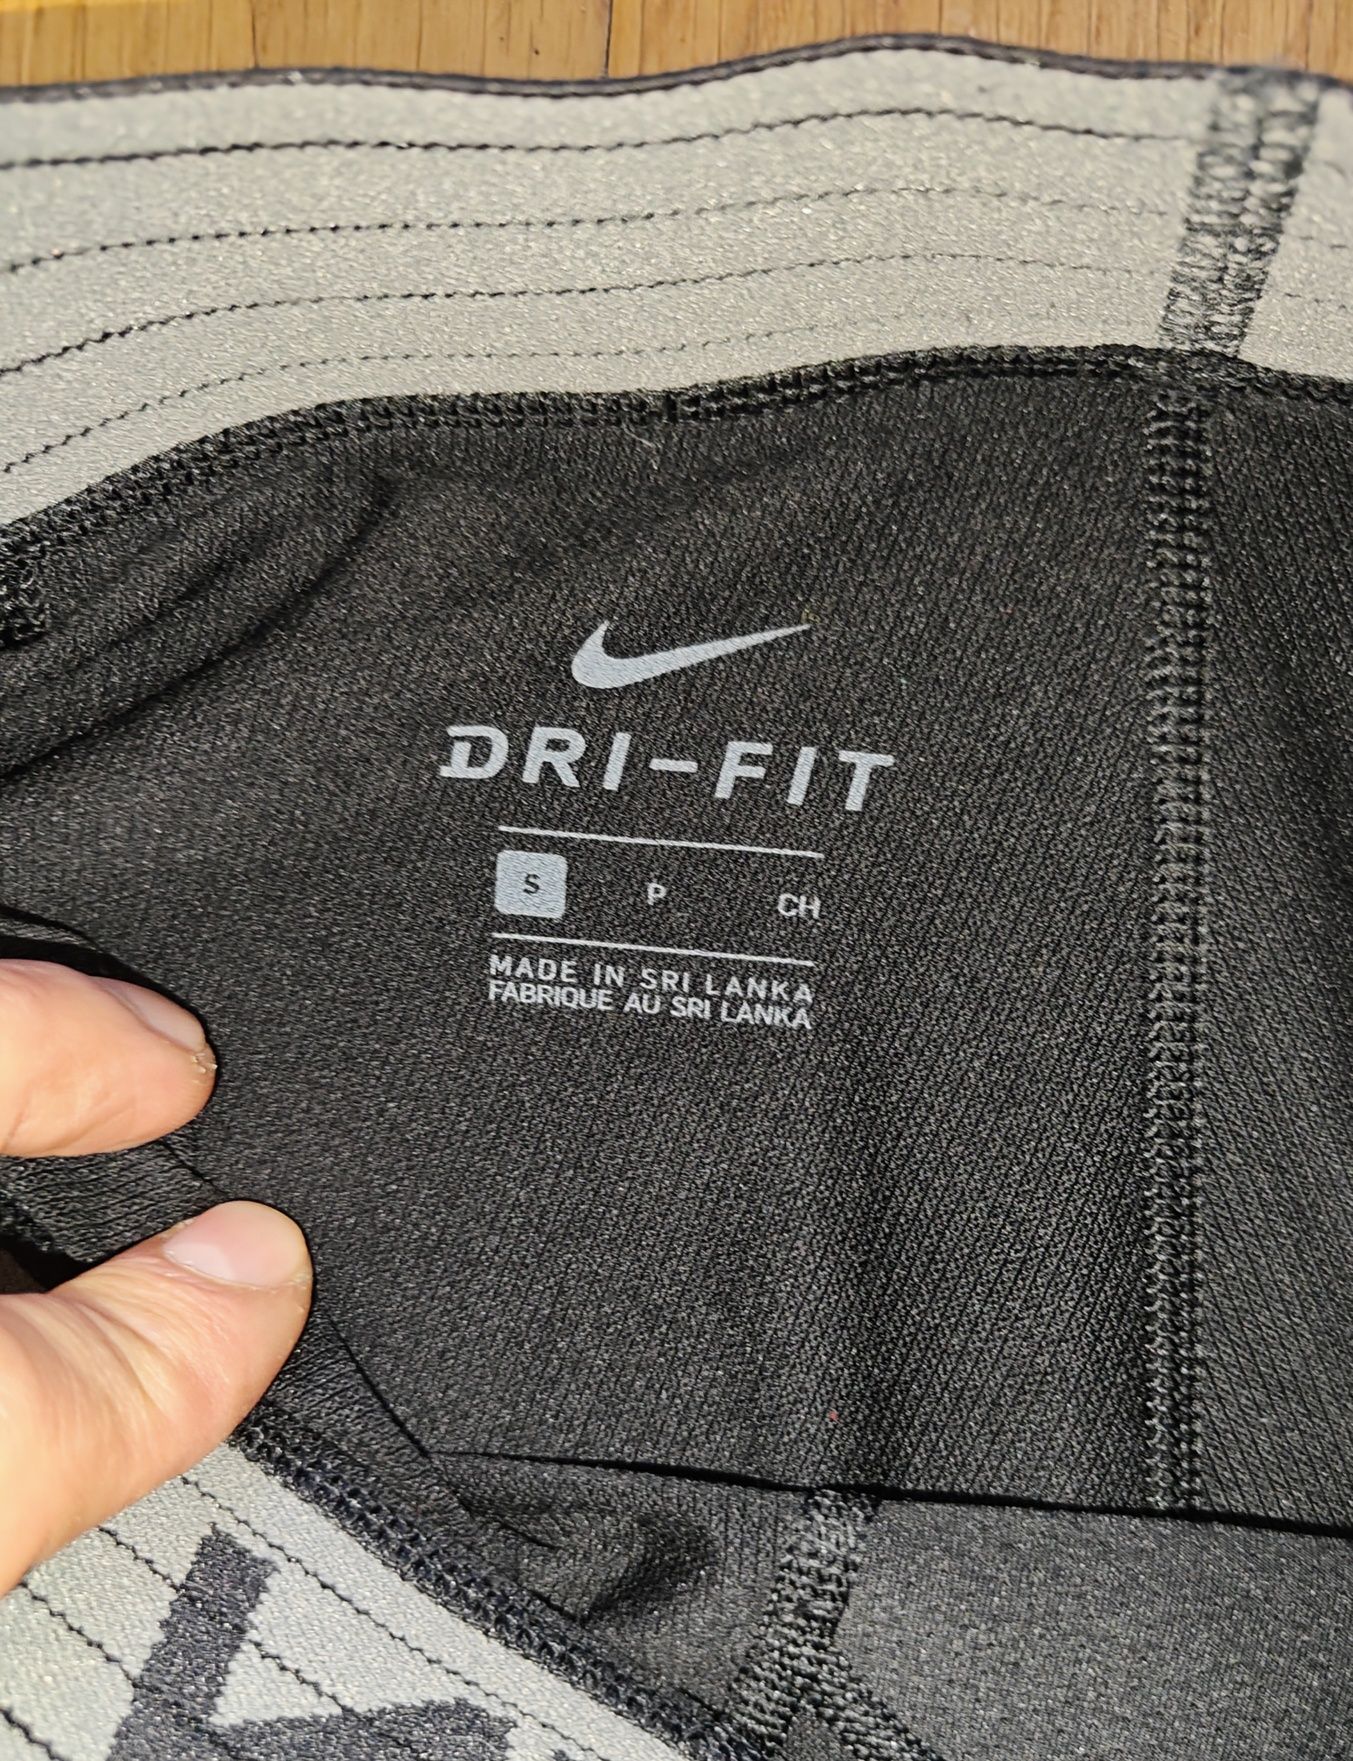 DRI-FIT
S P CH
MADE IN SRI LANKA
FABRIQUE AU SRI LANKA